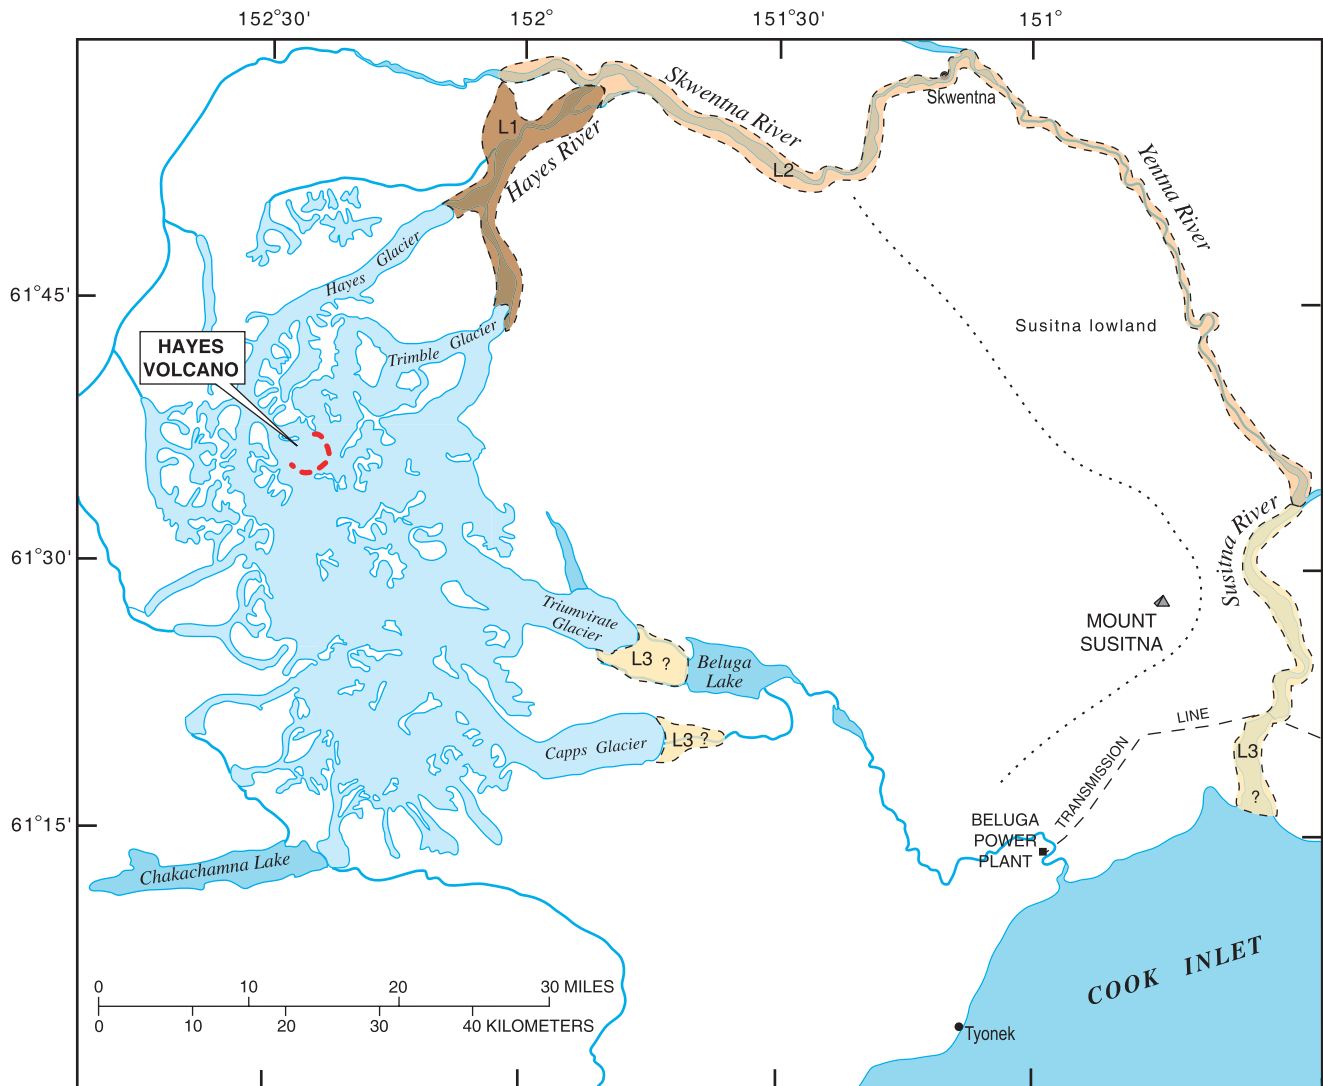 152°30'
152°
151°30'
151°
Skwentna River
Skwentna
L1
Hayes River
L2
Yentna River
Hayes Glacier
61°45'
Susitna lowland
Trimble Glacier
HAYES
VOLCANO
Susitna River
61°30'
Triumvirate
Glacier
MOUNT
SUSITNA
L3 ?
Beluga
Lake
LINE
Capps Glacier
L3 ?
TRANSMISSION
L3
?
61°15'
BELUGA
POWER
PLANT
Chakachamna Lake
COOK INLET
0 10 20 30 MILES
0 10 20 30 40 KILOMETERS
Tyonek